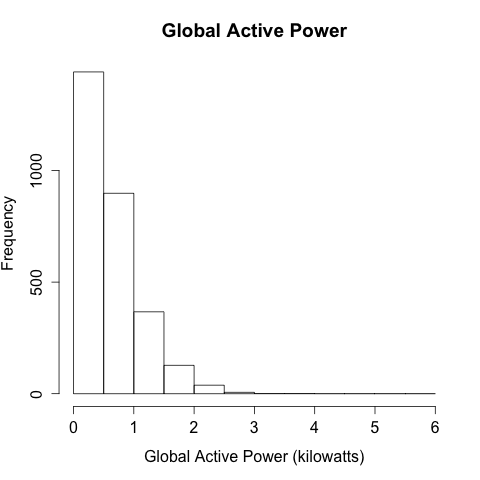 Global Active Power
Frequency
1000
500
0
0 1 2 3 4 5 6
Global Active Power (kilowatts)